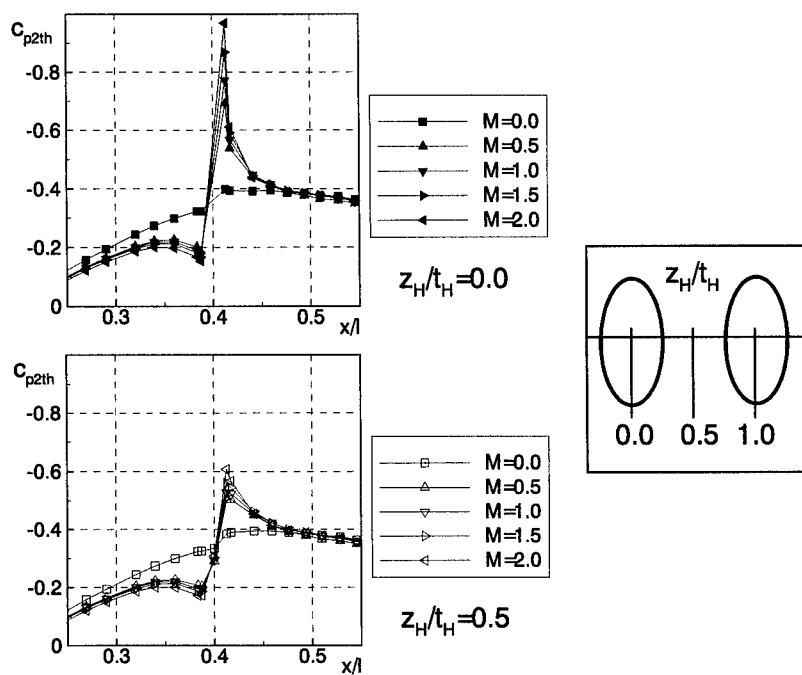 C_p2th
-0.8
-0.6
-0.4
-0.2
0
0.3 0.4 0.5 x/l
M=0.0
M=0.5
M=1.0
M=1.5
M=2.0
z_H/t_H=0.0
C_p2th
-0.8
-0.6
-0.4
-0.2
0
0.3 0.4 0.5 x/l
M=0.0
M=0.5
M=1.0
M=1.5
M=2.0
z_H/t_H=0.5
z_H/t_H
0.0 0.5 1.0